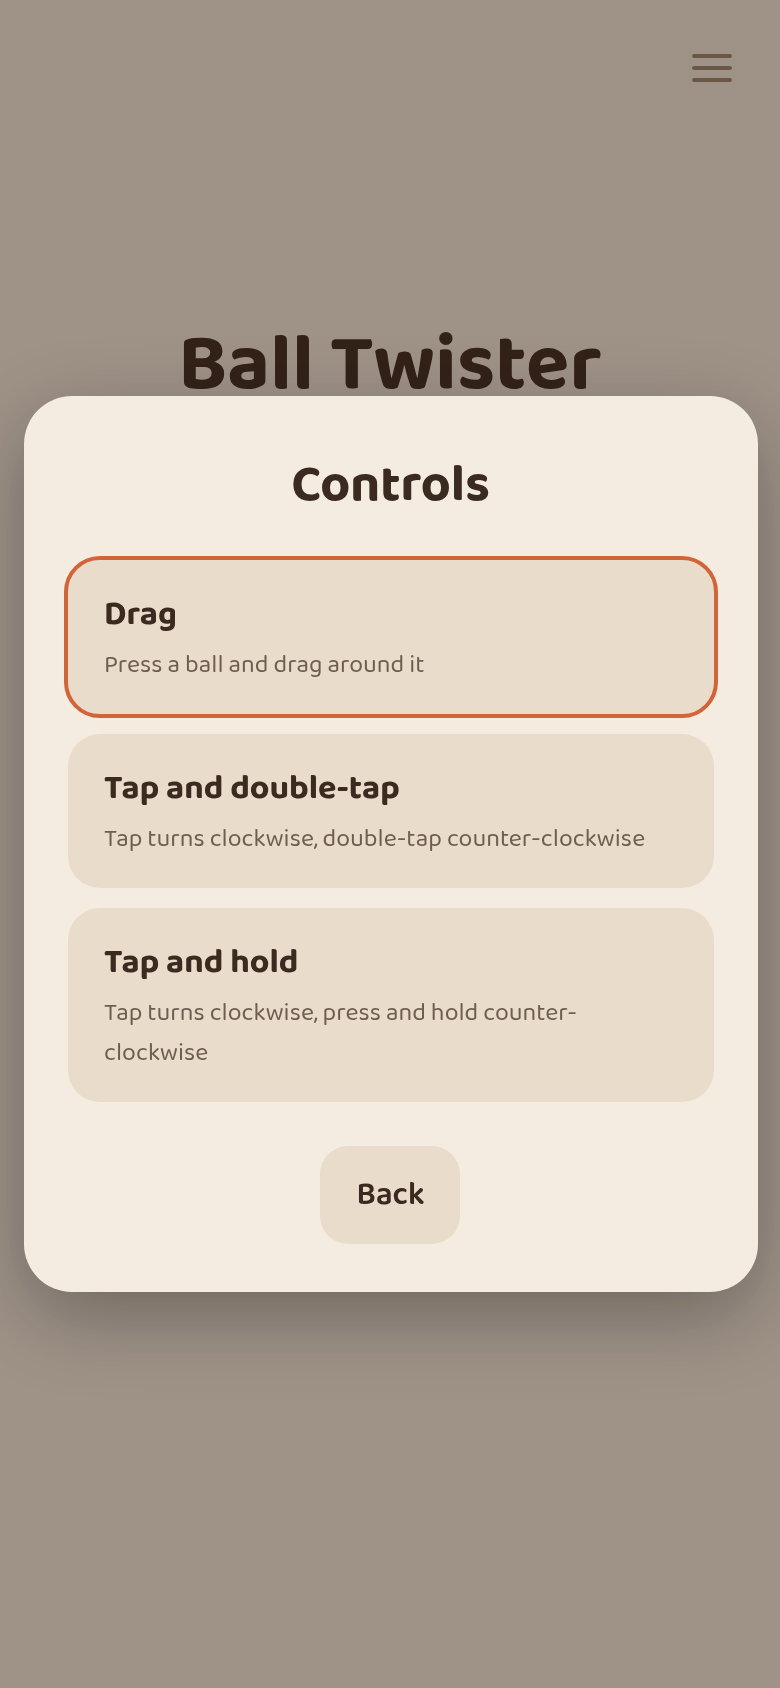 Ball Twister
Controls
Drag
Press a ball and drag around it
Tap and double-tap
Tap turns clockwise, double-tap counter-clockwise
Tap and hold
Tap turns clockwise, press and hold counter-
clockwise
Back